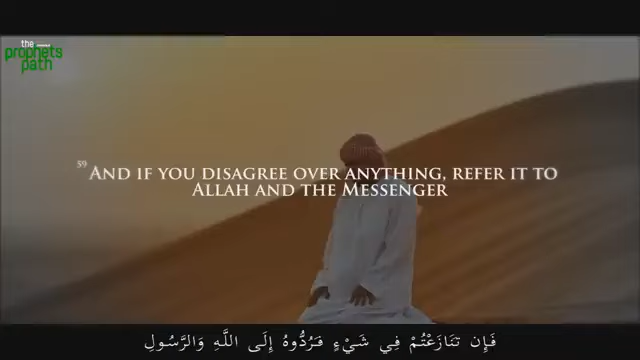 the
prophets
path
59 AND IF YOU DISAGREE OVER ANYTHING, REFER IT TO
ALLAH AND THE MESSENGER
فَإِن تَنَازَعْتُمْ فِي شَيْءٍ فَرُدُّوهُ إِلَى اللَّهِ وَالرَّسُولِ